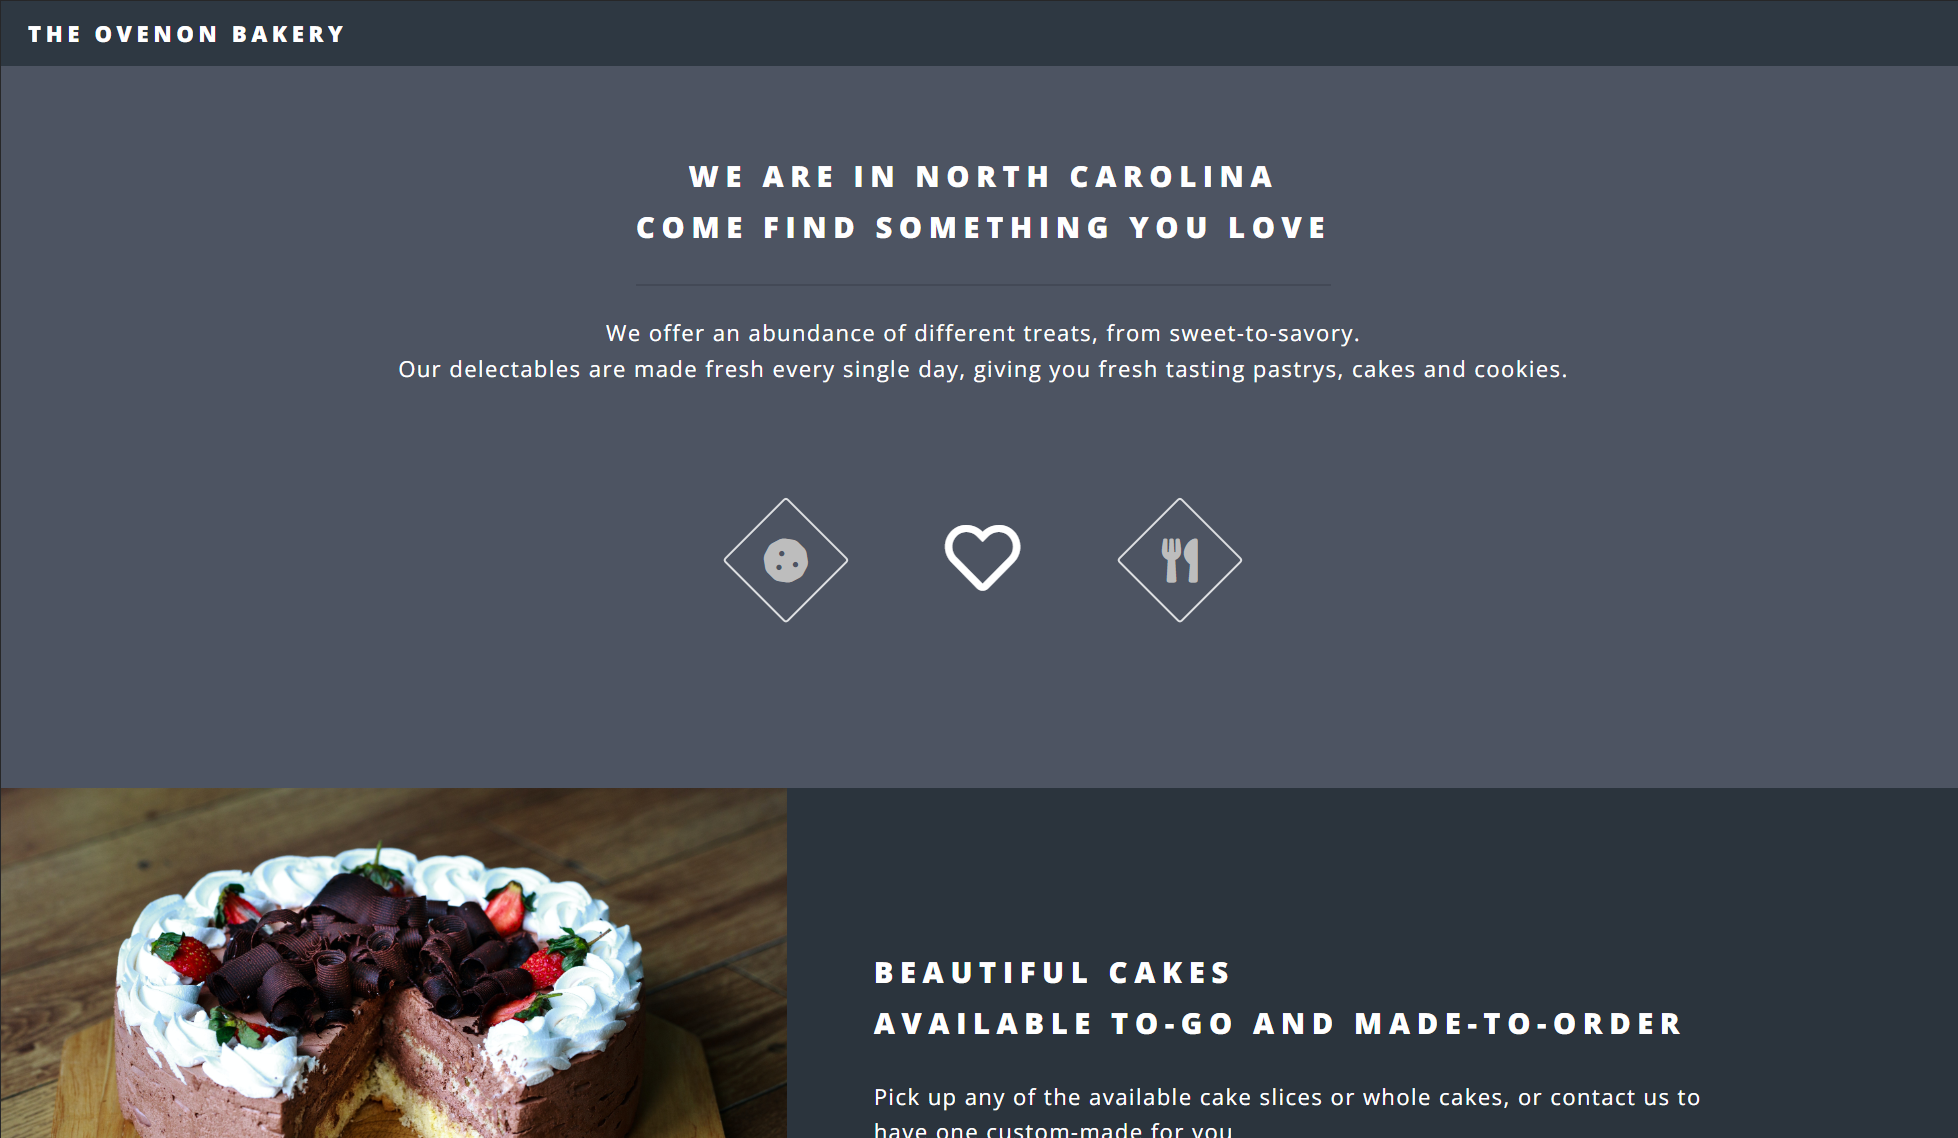 THE OVENON BAKERY
WE ARE IN NORTH CAROLINA
COME FIND SOMETHING YOU LOVE
We offer an abundance of different treats, from sweet-to-savory.
Our delectables are made fresh every single day, giving you fresh tasting pastrys, cakes and cookies.
BEAUTIFUL CAKES
AVAILABLE TO-GO AND MADE-TO-ORDER
Pick up any of the available cake slices or whole cakes, or contact us to
have one custom-made for you